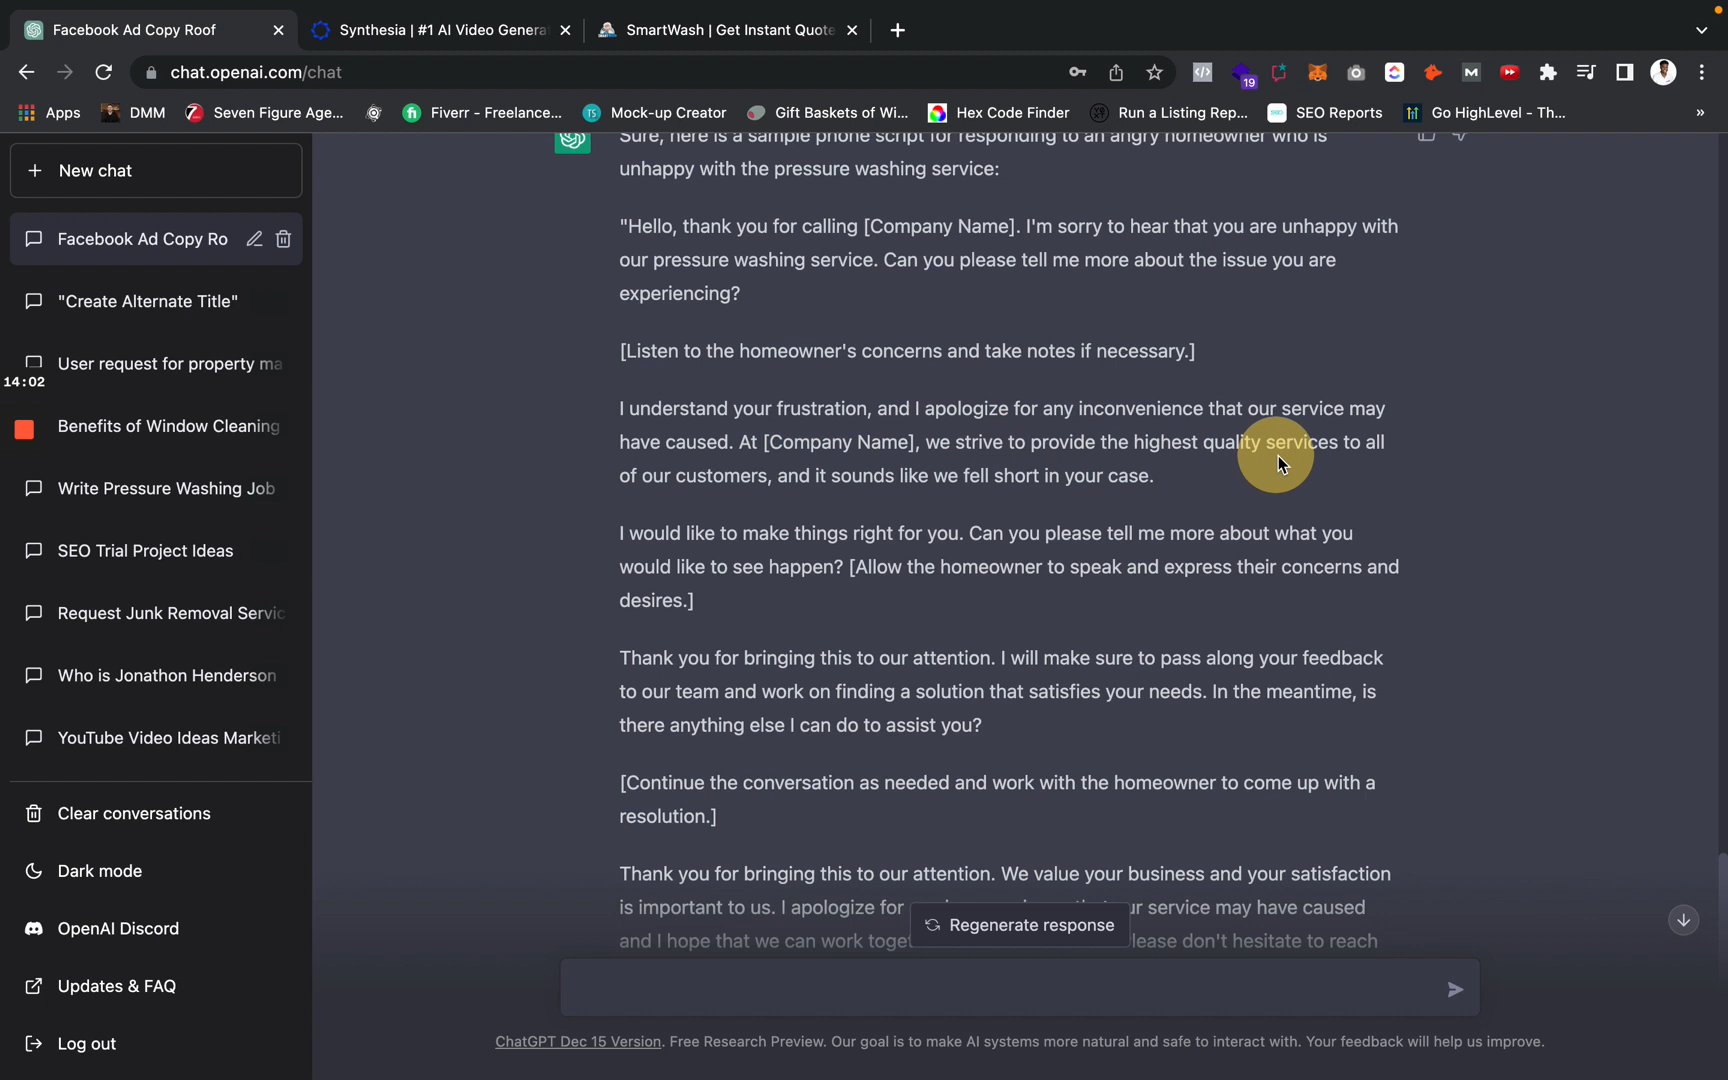 Facebook Ad Copy Roof
Synthesia | #1 AI Video Genera
SmartWash | Get Instant Quote
chat.openai.com/chat
19
Apps
DMM
Seven Figure Age...
Fiverr - Freelance...
Mock-up Creator
Gift Baskets of Wi...
Hex Code Finder
Run a Listing Rep...
SEO Reports
Go HighLevel - Th...
»
New chat
Facebook Ad Copy Ro
"Create Alternate Title"
User request for property ma
14:02
Benefits of Window Cleaning
Write Pressure Washing Job
SEO Trial Project Ideas
Request Junk Removal Servic
Who is Jonathon Henderson
YouTube Video Ideas Marketi
Clear conversations
Dark mode
OpenAI Discord
Updates & FAQ
Log out
Sure, here is a sample phone script for responding to an angry homeowner who is
unhappy with the pressure washing service:
"Hello, thank you for calling [Company Name]. I'm sorry to hear that you are unhappy with
our pressure washing service. Can you please tell me more about the issue you are
experiencing?
[Listen to the homeowner's concerns and take notes if necessary.]
I understand your frustration, and I apologize for any inconvenience that our service may
have caused. At [Company Name], we strive to provide the highest quality services to all
of our customers, and it sounds like we fell short in your case.
I would like to make things right for you. Can you please tell me more about what you
would like to see happen? [Allow the homeowner to speak and express their concerns and
desires.]
Thank you for bringing this to our attention. I will make sure to pass along your feedback
to our team and work on finding a solution that satisfies your needs. In the meantime, is
there anything else I can do to assist you?
[Continue the conversation as needed and work with the homeowner to come up with a
resolution.]
Thank you for bringing this to our attention. We value your business and your satisfaction
is important to us. I apologize for ur service may have caused
and I hope that we can work toget lease don't hesitate to reach
Regenerate response
ChatGPT Dec 15 Version. Free Research Preview. Our goal is to make AI systems more natural and safe to interact with. Your feedback will help us improve.